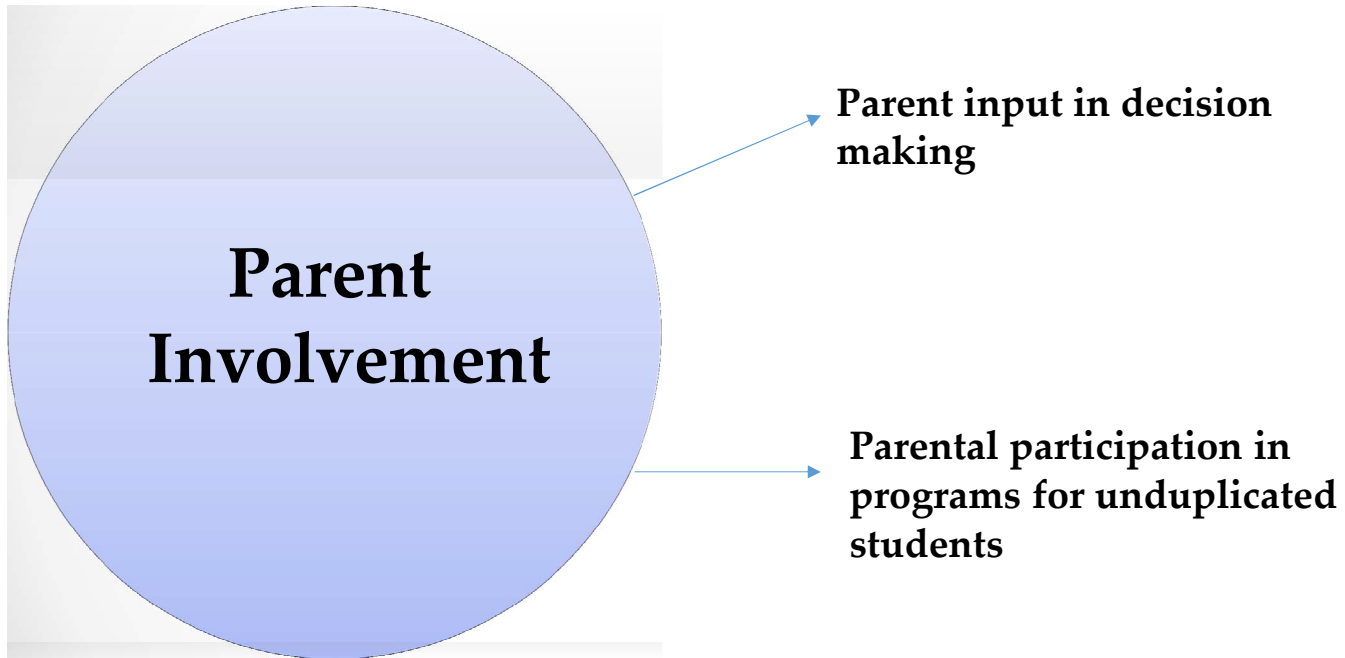 Parent
Involvement
Parent input in decision
making
Parental participation in
programs for unduplicated
students